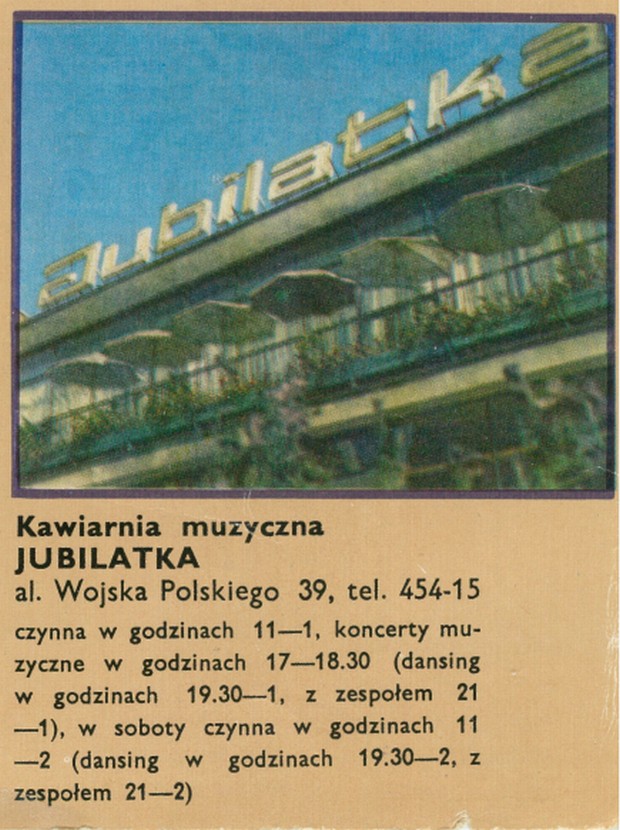 Jubilatka
Kawiarnia muzyczna
JUBILATKA
al. Wojska Polskiego 39, tel. 454-15
czynna w godzinach 11—1, koncerty mu-
zyczne w godzinach 17—18.30 (dansing
w godzinach 19.30—1, z zespołem 21
—1), w soboty czynna w godzinach 11
—2 (dansing w godzinach 19.30—2, z
zespołem 21—2)